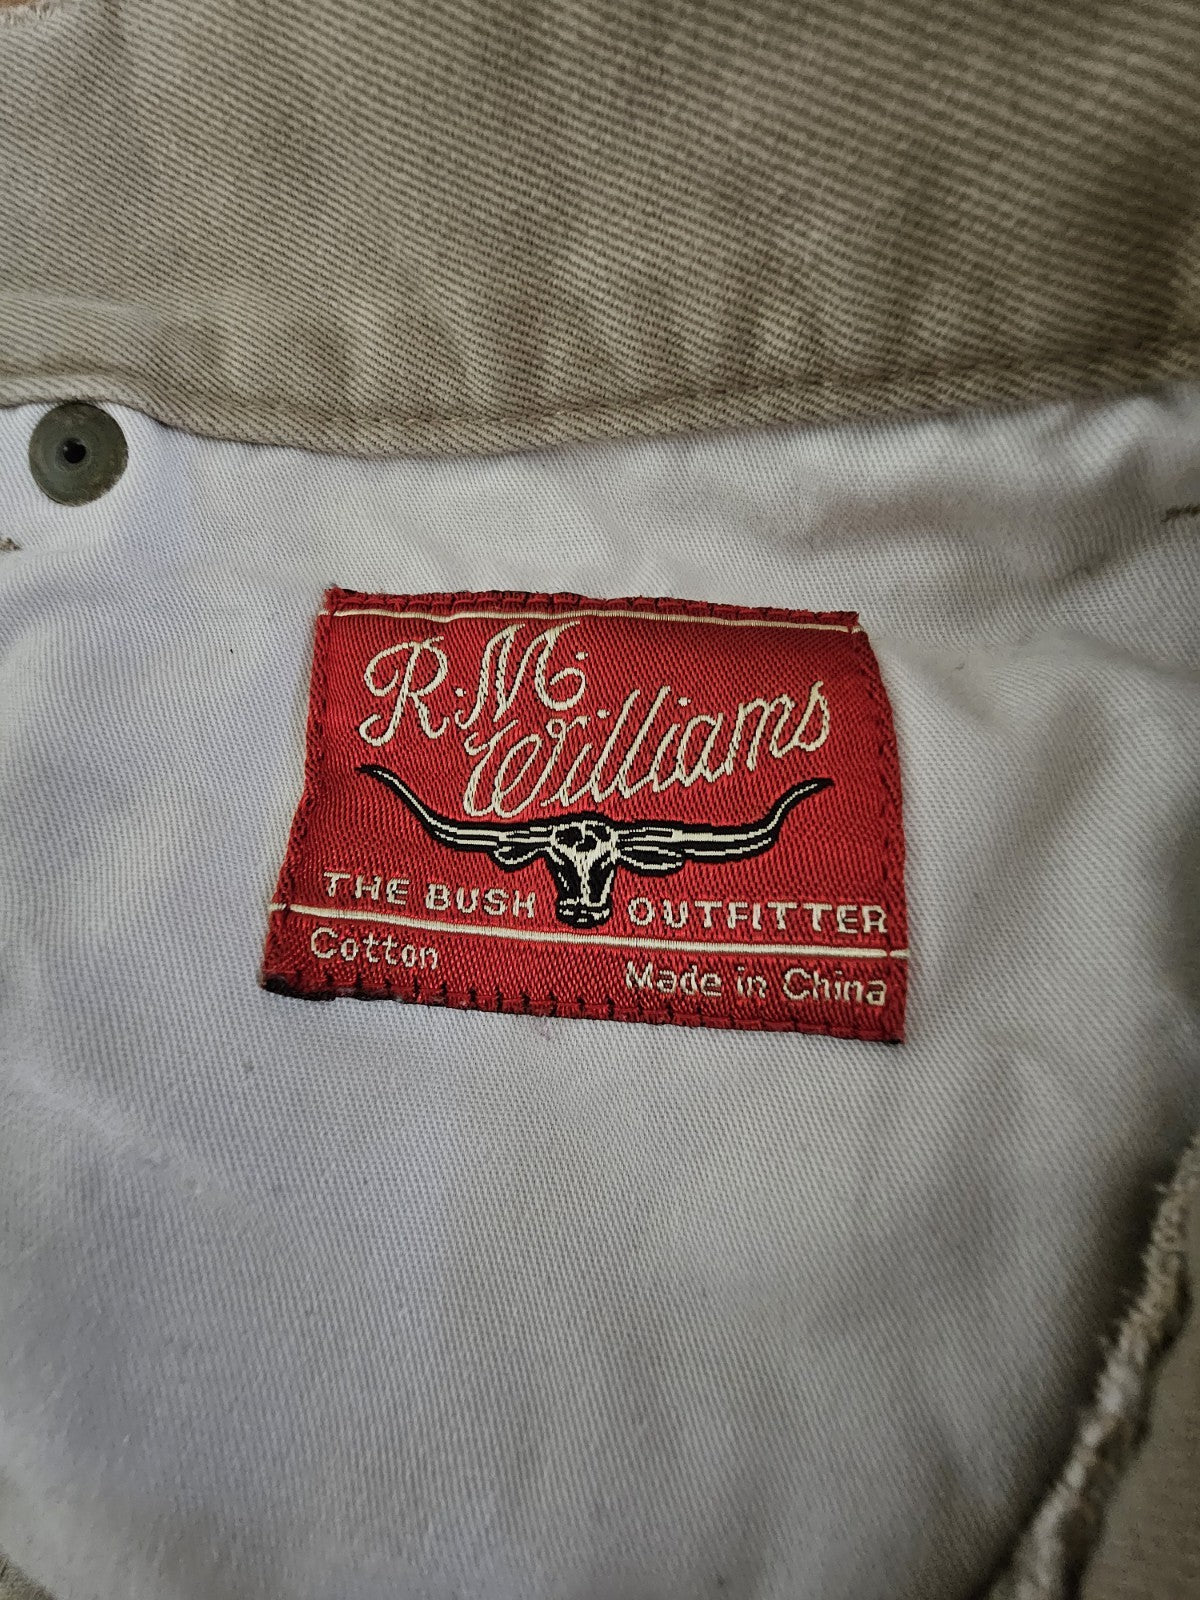 R.M.
Williams
THE BUSH OUTFITTER
Cotton Made in China